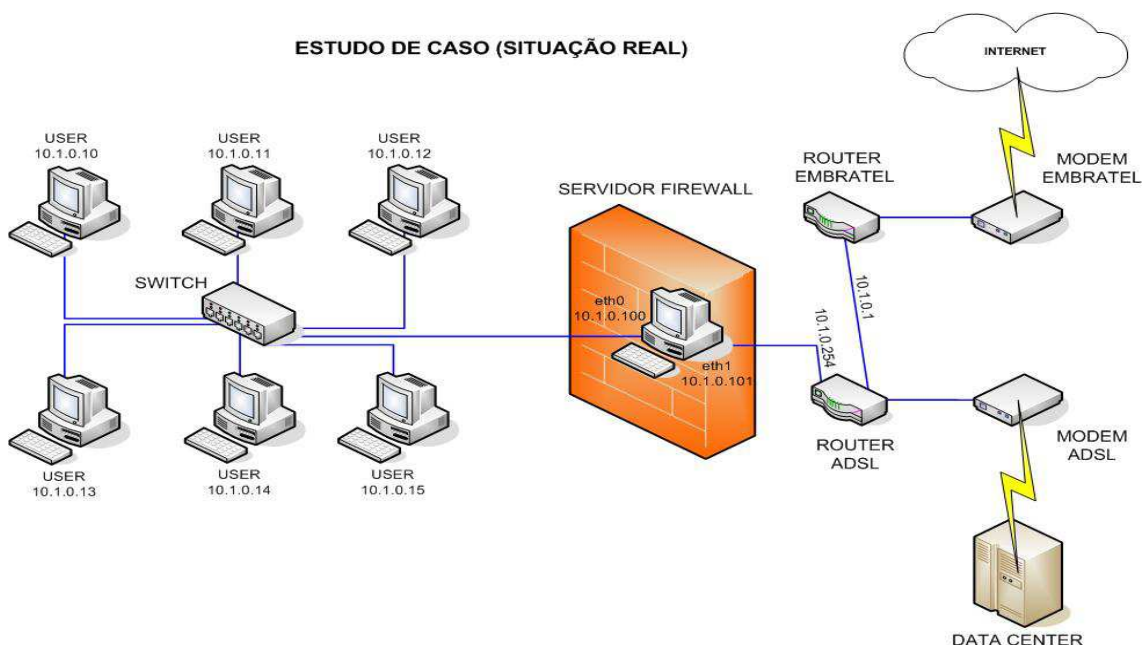 ESTUDO DE CASO (SITUAÇÃO REAL)
INTERNET
USER
10.1.0.10
USER
10.1.0.11
USER
10.1.0.12
ROUTER
EMBRATEL
MODEM
EMBRATEL
SERVIDOR FIREWALL
SWITCH
eth0
10.1.0.100
eth1
10.1.0.101
10.1.0.1
10.1.0.254
ROUTER
ADSL
MODEM
ADSL
USER
10.1.0.13
USER
10.1.0.14
USER
10.1.0.15
DATA CENTER